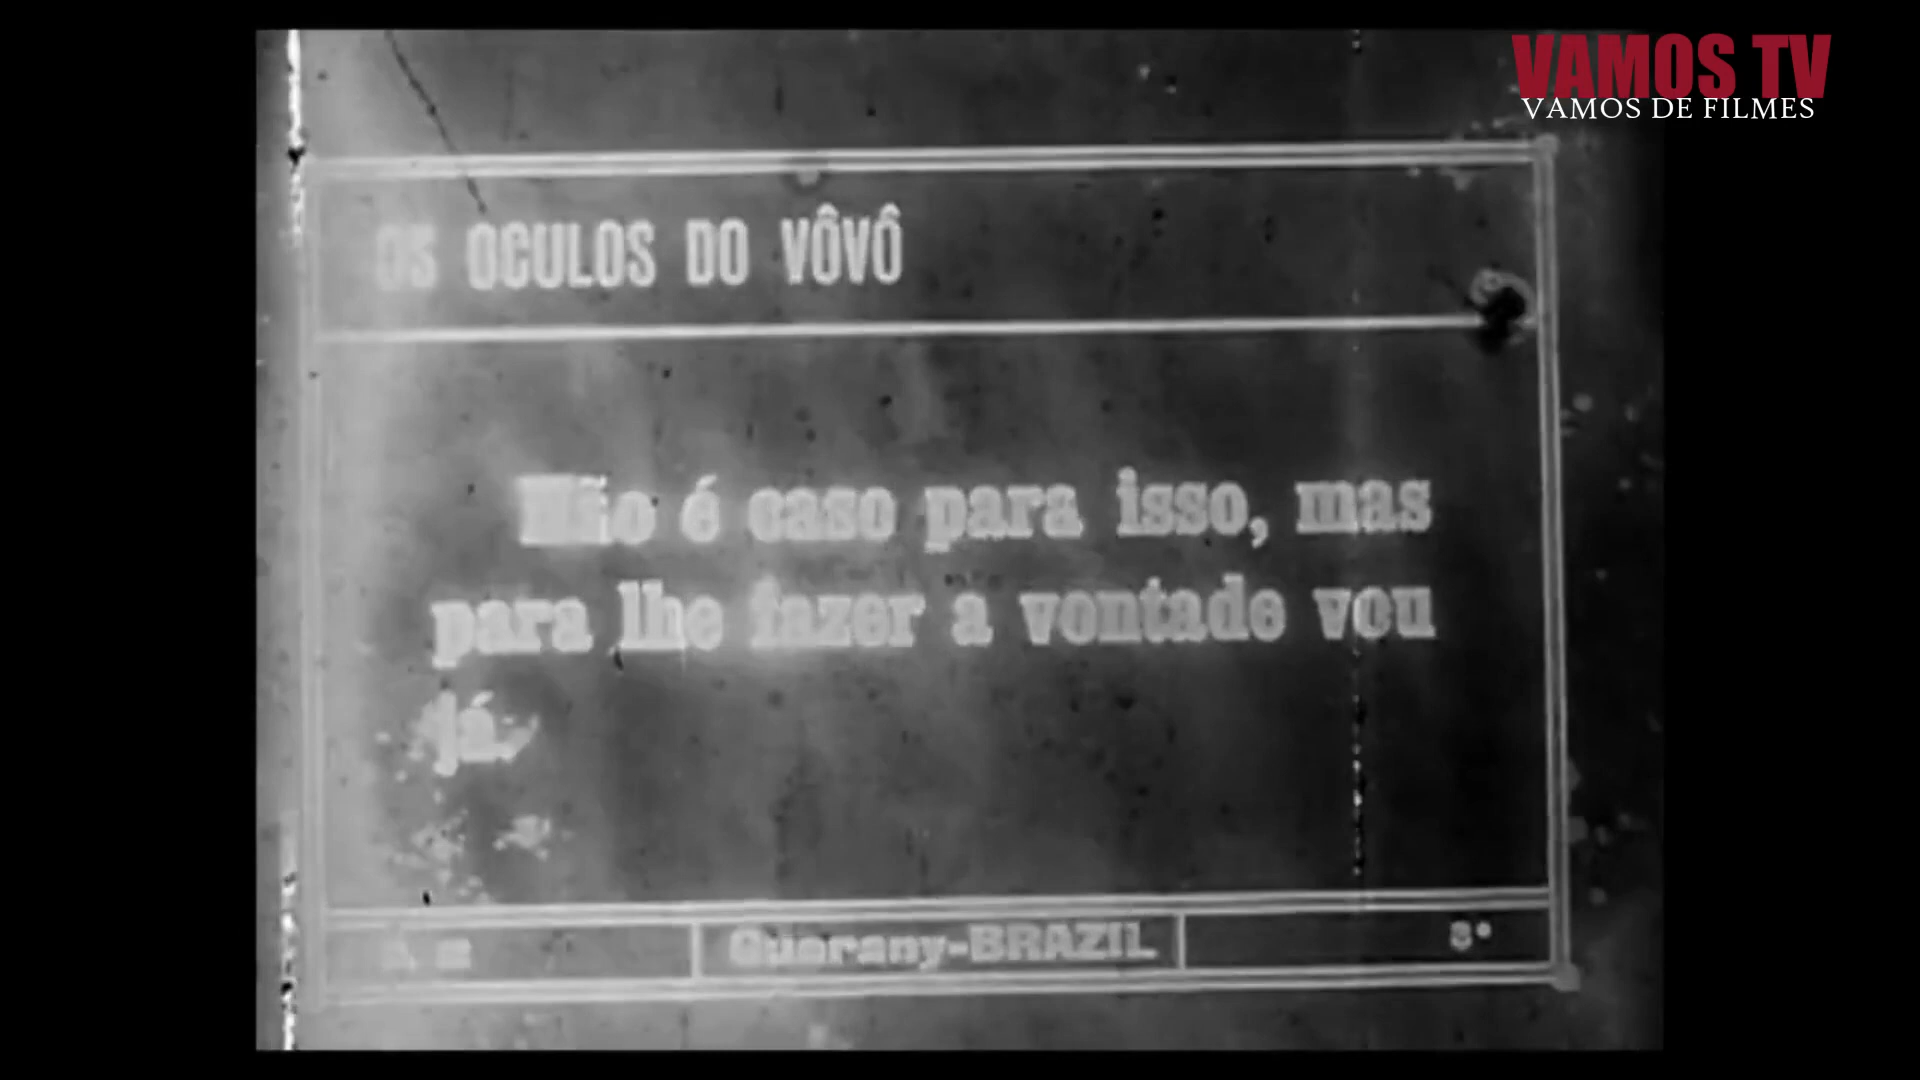 VAMOS TV
VAMOS DE FILMES
OS OCULOS DO VÔVÔ
Não é caso para isso, mas
para lhe fazer a vontade vou
já.
Guarany-BRAZIL
3º